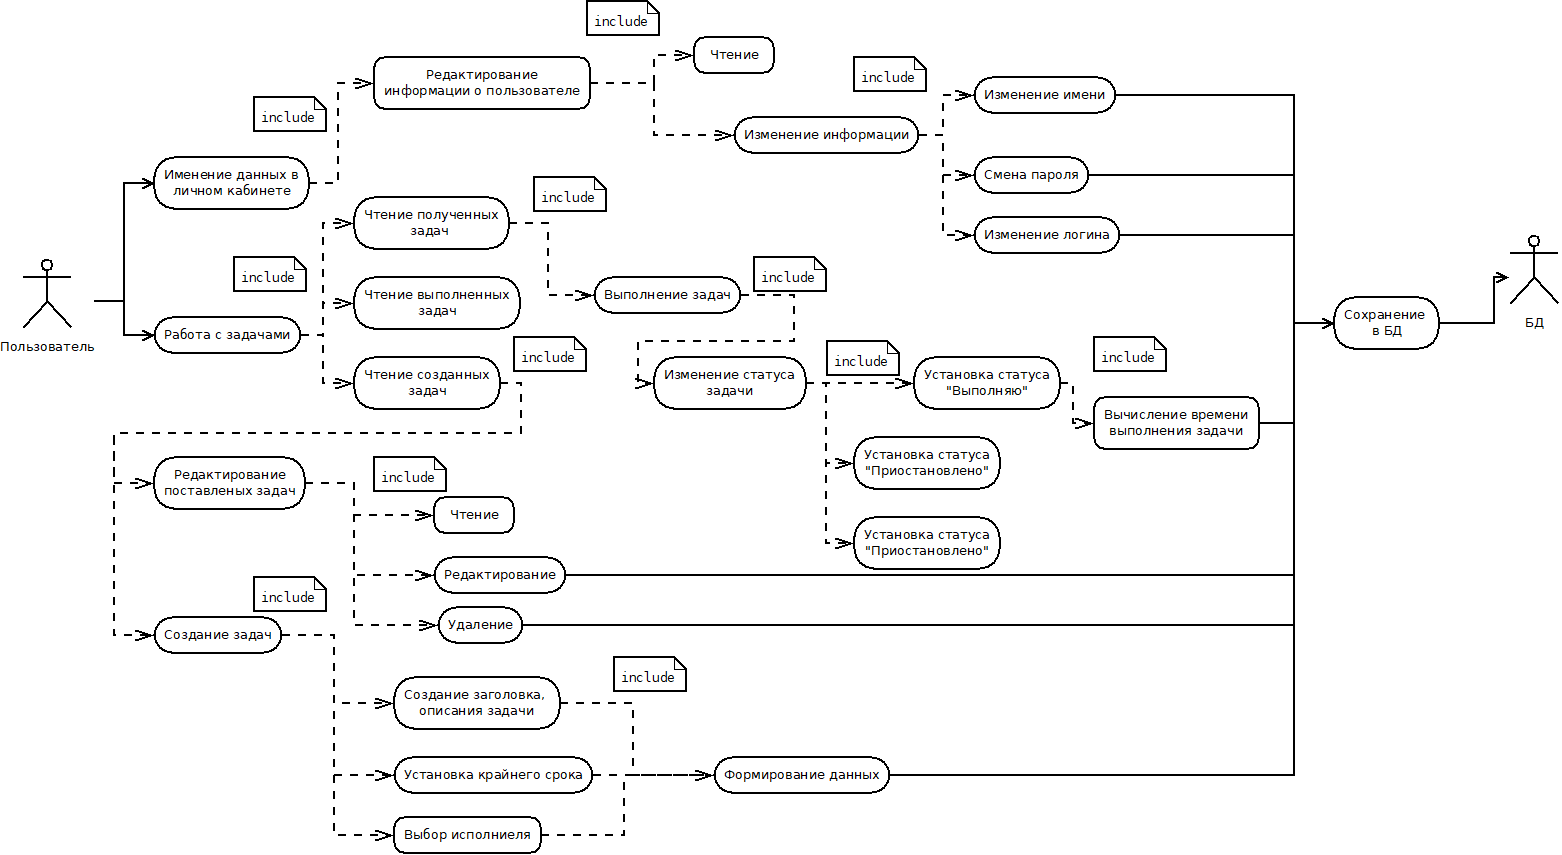 include
Чтение
Редактирование
информации о пользователе
include
Изменение имени
include
Изменение информации
Именение данных в
личном кабинете
Смена пароля
include
Чтение полученных
задач
Изменение логина
include
Чтение выполненных
задач
Выполнение задач
include
Пользователь
Работа с задачами
Сохранение
в БД
БД
include
Чтение созданных
задач
Изменение статуса
задачи
include
Установка статуса
"Выполняю"
include
Вычисление времени
выполнения задачи
Установка статуса
"Приостановлено"
Редактирование
поставленых задач
include
Чтение
Установка статуса
"Приостановлено"
Редактирование
include
Удаление
Создание задач
include
Создание заголовка,
описания задачи
Установка крайнего срока
Формирование данных
Выбор исполниеля